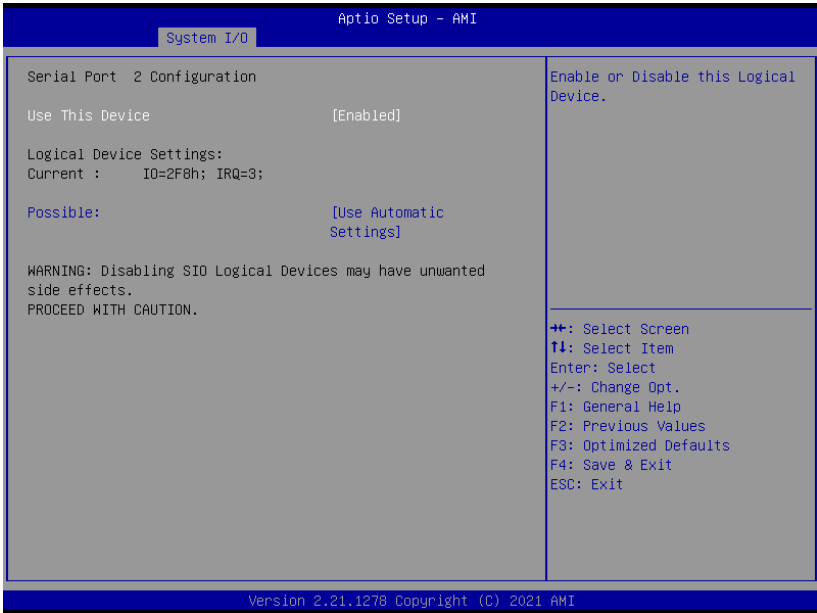 Aptio Setup – AMI
System I/O
Serial Port  2 Configuration
Use This Device [Enabled]
Logical Device Settings:
Current :     IO=2F8h; IRQ=3;
Possible: [Use Automatic
Settings]
WARNING: Disabling SIO Logical Devices may have unwanted
side effects.
PROCEED WITH CAUTION.
Enable or Disable this Logical
Device.
→←: Select Screen
↑↓: Select Item
Enter: Select
+/-: Change Opt.
F1: General Help
F2: Previous Values
F3: Optimized Defaults
F4: Save & Exit
ESC: Exit
Version 2.21.1278 Copyright (C) 2021 AMI